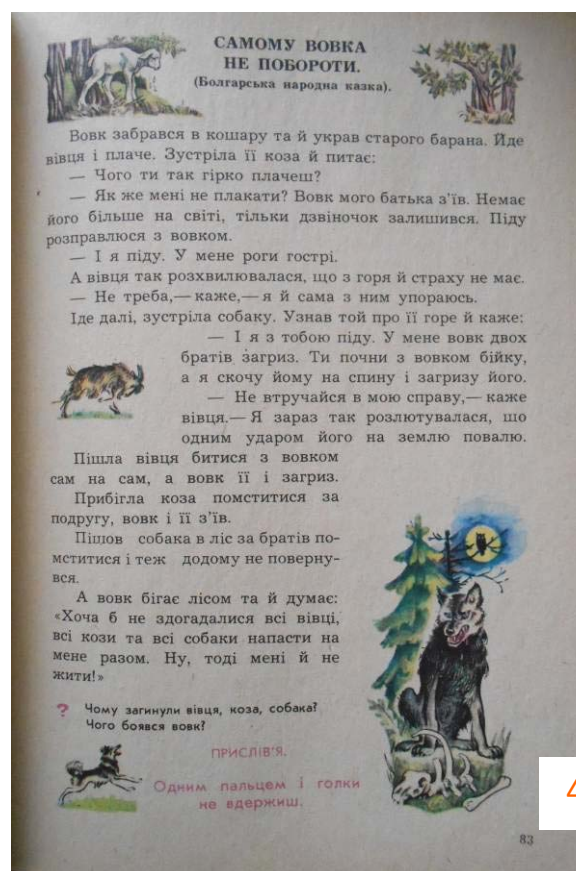 САМОМУ ВОВКА
НЕ ПОБОРОТИ.
(Болгарська народна казка).
Вовк забрався в кошару та й украв старого барана. Йде
вівця і плаче. Зустріла її коза й питає:
— Чого ти так гірко плачеш?
— Як же мені не плакати? Вовк мого батька з'їв. Немає
його більше на світі, тільки дзвіночок залишився. Піду
розправлюся з вовком.
— І я піду. У мене роги гострі.
А вівця так розхвилювалася, що з горя й страху не має.
— Не треба,— каже,— я й сама з ним упораюсь.
Іде далі, зустріла собаку. Узнав той про її горе й каже:
— І я з тобою піду. У мене вовк двох
братів загриз. Ти почни з вовком бійку,
а я скочу йому на спину і загризу його.
— Не втручайся в мою справу,— каже
вівця.— Я зараз так розлютувалася, що
одним ударом його на землю повалю.
Пішла вівця битися з вовком
сам на сам, а вовк її і загриз.
Прибігла коза помститися за
подругу, вовк і її з'їв.
Пішов собака в ліс за братів по-
мститися і теж додому не поверну-
вся.
А вовк бігає лісом та й думає:
«Хоча б не здогадалися всі вівці,
всі кози та всі собаки напасти на
мене разом. Ну, тоді мені й не
жити!»
? Чому загинули вівця, коза, собака?
Чого боявся вовк?
ПРИСЛІВ'Я.
Одним пальцем і голки
не вдержиш.
83